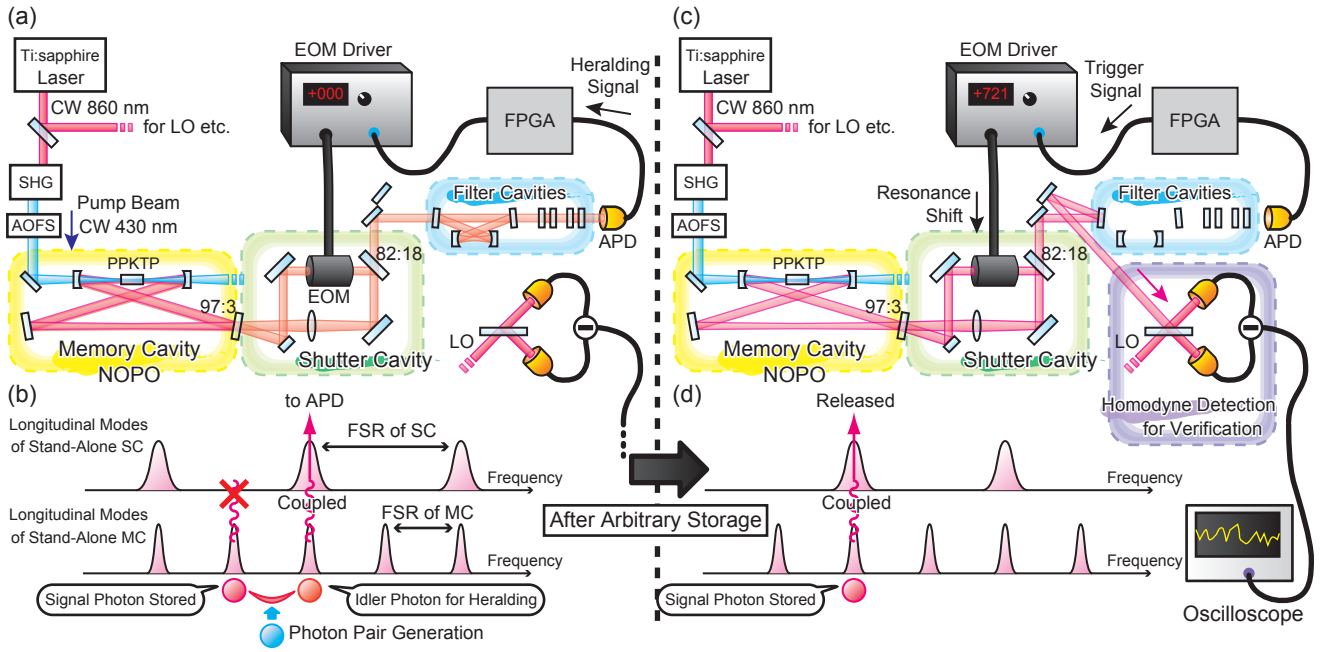 (a)
Ti:sapphire
Laser
CW 860 nm
for LO etc.
SHG
AOFS
Pump Beam
CW 430 nm
PPKTP
97:3
Memory Cavity
NOPO
EOM Driver
+000
EOM
82:18
Shutter Cavity
Heralding
Signal
FPGA
Filter Cavities
APD
LO
(b)
Longitudinal Modes
of Stand-Alone SC
to APD
FSR of SC
Frequency
Coupled
Longitudinal Modes
of Stand-Alone MC
FSR of MC
Frequency
Signal Photon Stored
Idler Photon for Heralding
Photon Pair Generation
After Arbitrary Storage
(c)
Ti:sapphire
Laser
CW 860 nm
for LO etc.
SHG
AOFS
Pump Beam
CW 430 nm
PPKTP
97:3
Memory Cavity
NOPO
EOM Driver
+721
Resonance
Shift
82:18
Shutter Cavity
Trigger
Signal
FPGA
Filter Cavities
APD
LO
Homodyne Detection
for Verification
(d)
Released
Frequency
Coupled
Frequency
Signal Photon Stored
Oscilloscope